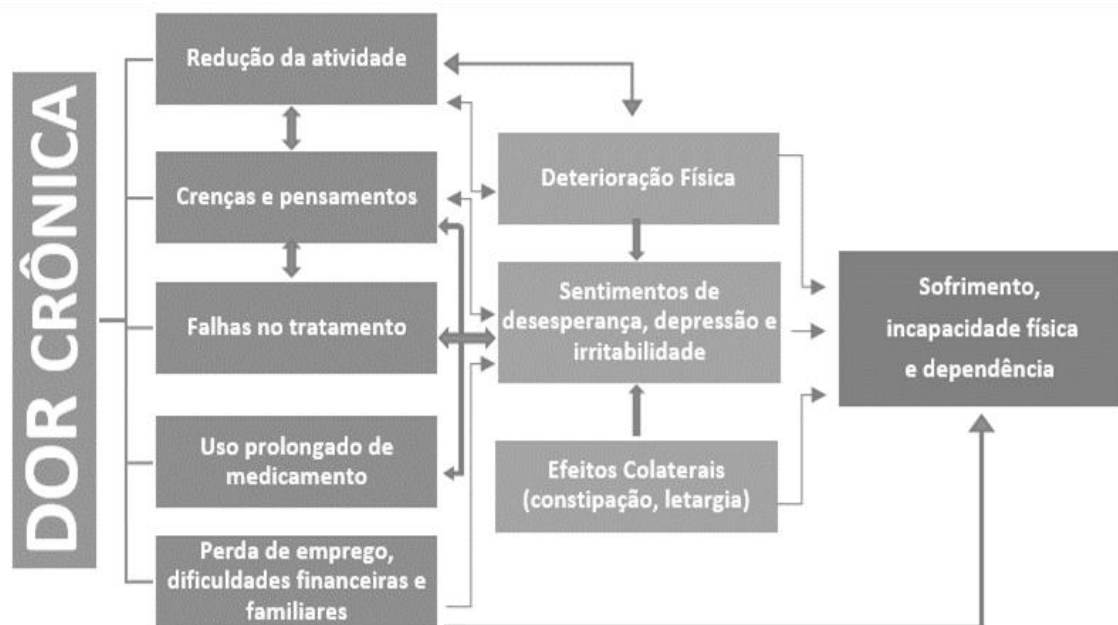 DOR CRÔNICA
Redução da atividade
Crenças e pensamentos
Falhas no tratamento
Uso prolongado de
medicamento
Perda de emprego,
dificuldades financeiras e
familiares
Deterioração Física
Sentimentos de
desesperança, depressão e
irritabilidade
Efeitos Colaterais
(constipação, letargia)
Sofrimento,
incapacidade física
e dependência